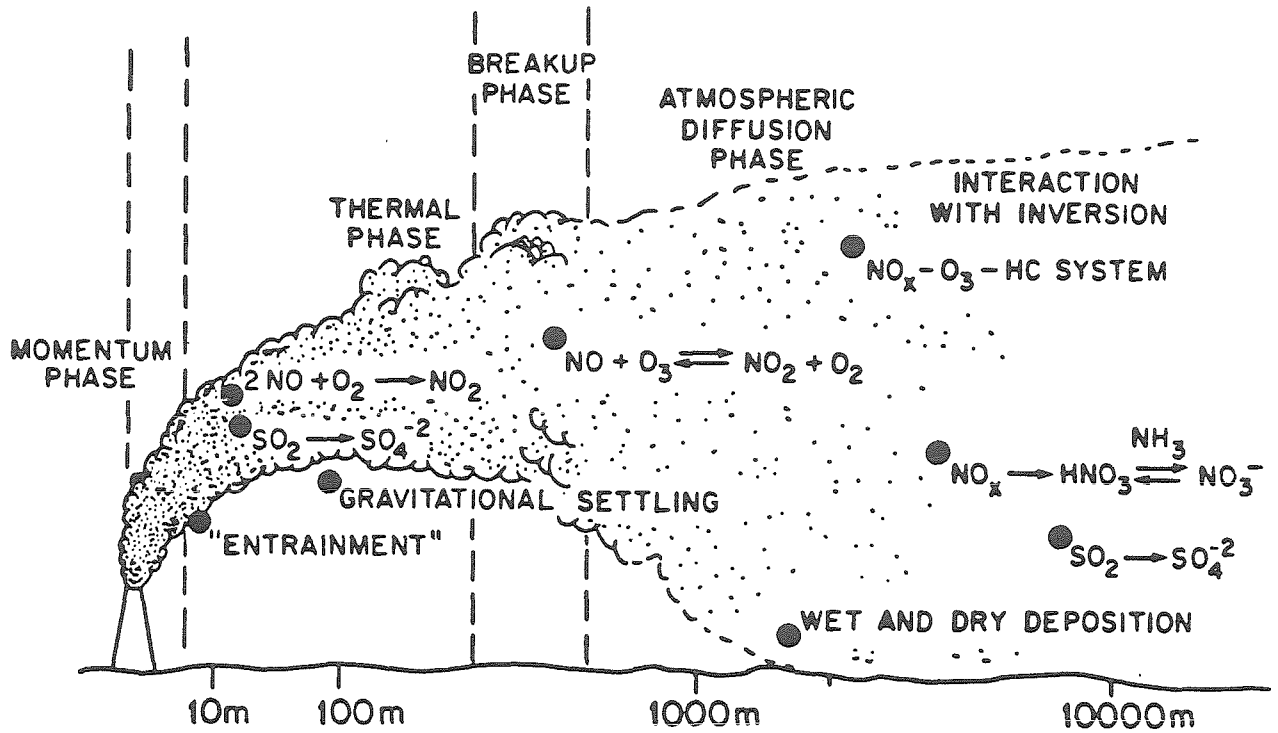 BREAKUP
PHASE
ATMOSPHERIC
DIFFUSION
PHASE
INTERACTION
WITH INVERSION
THERMAL
PHASE
NOₓ–O₃–HC SYSTEM
MOMENTUM
PHASE
NO + O₃ ⇌ NO₂ + O₂
2 NO + O₂ → NO₂
SO₂ → SO₄⁻²
NH₃
NOₓ → HNO₃ ⇌ NO₃⁻
GRAVITATIONAL SETTLING
"ENTRAINMENT"
SO₂ → SO₄⁻²
WET AND DRY DEPOSITION
10m 100m 1000m 10000m